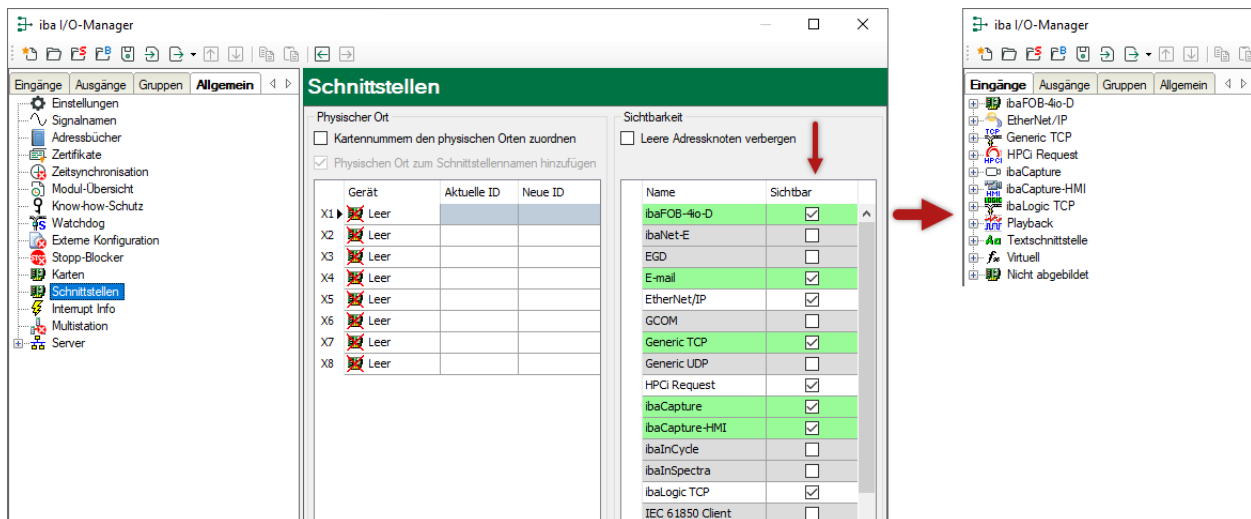 iba I/O-Manager
Eingänge Ausgänge Gruppen Allgemein
Einstellungen
Signalnamen
Adressbücher
Zertifikate
Zeitsynchronisation
Modul-Übersicht
Know-how-Schutz
Watchdog
Externe Konfiguration
Stopp-Blocker
Karten
Schnittstellen
Interrupt Info
Multistation
Server
Schnittstellen
Physischer Ort
Kartennummern den physischen Orten zuordnen
Physischen Ort zum Schnittstellennamen hinzufügen
Gerät Aktuelle ID Neue ID
X1 Leer
X2 Leer
X3 Leer
X4 Leer
X5 Leer
X6 Leer
X7 Leer
X8 Leer
Sichtbarkeit
Leere Adressknoten verbergen
Name Sichtbar
ibaFOB-4io-D
ibaNet-E
EGD
E-mail
EtherNet/IP
GCOM
Generic TCP
Generic UDP
HPCi Request
ibaCapture
ibaCapture-HMI
ibaInCycle
ibaInSpectra
ibaLogic TCP
IEC 61850 Client
iba I/O-Manager
Eingänge Ausgänge Gruppen Allgemein
ibaFOB-4io-D
EtherNet/IP
TCP Generic TCP
HPCI HPCi Request
ibaCapture
HMI ibaCapture-HMI
LOGIC ibaLogic TCP
Playback
Aa Textschnittstelle
fx Virtuell
Nicht abgebildet